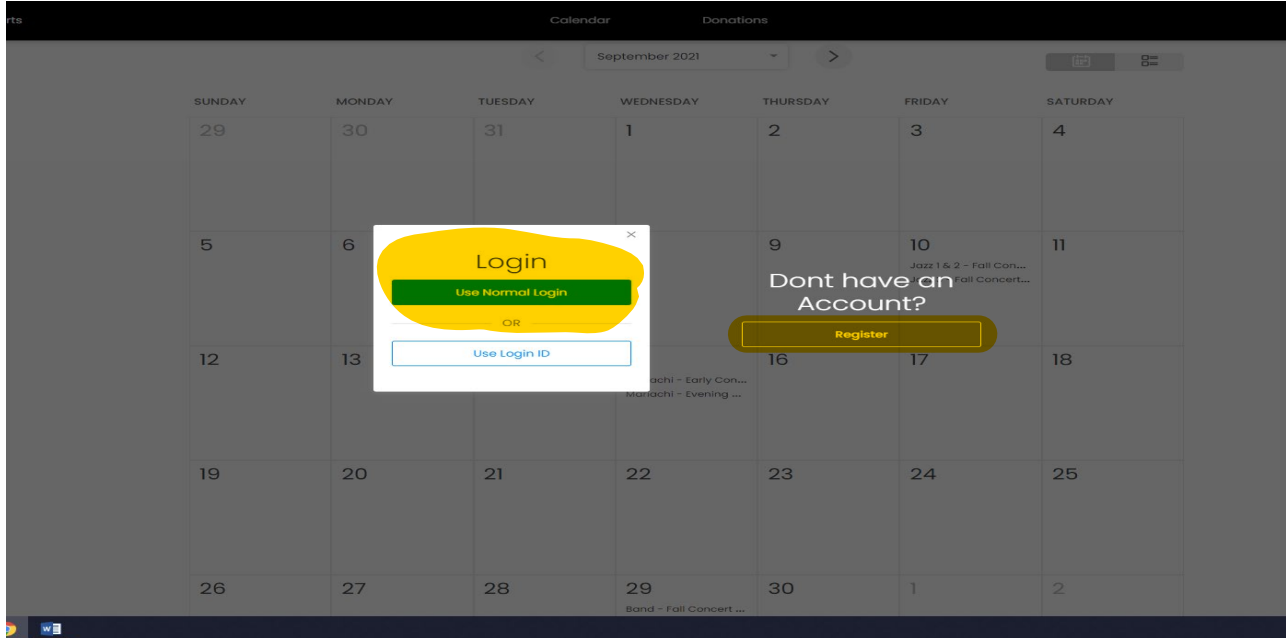 rts
Calendar Donations
September 2021
SUNDAY MONDAY TUESDAY WEDNESDAY THURSDAY FRIDAY SATURDAY
29 30 31 1 2 3 4
5 6 9 10 11
Jazz 1 & 2 - Fall Con...
Fall Concert...
×
Login
Use Normal Login
OR
Use Login ID
Dont have an
Account?
Register
12 13 16 17 18
achi - Early Con...
Mariachi - Evening ...
19 20 21 22 23 24 25
26 27 28 29 30 1 2
Band - Fall Concert ...
W